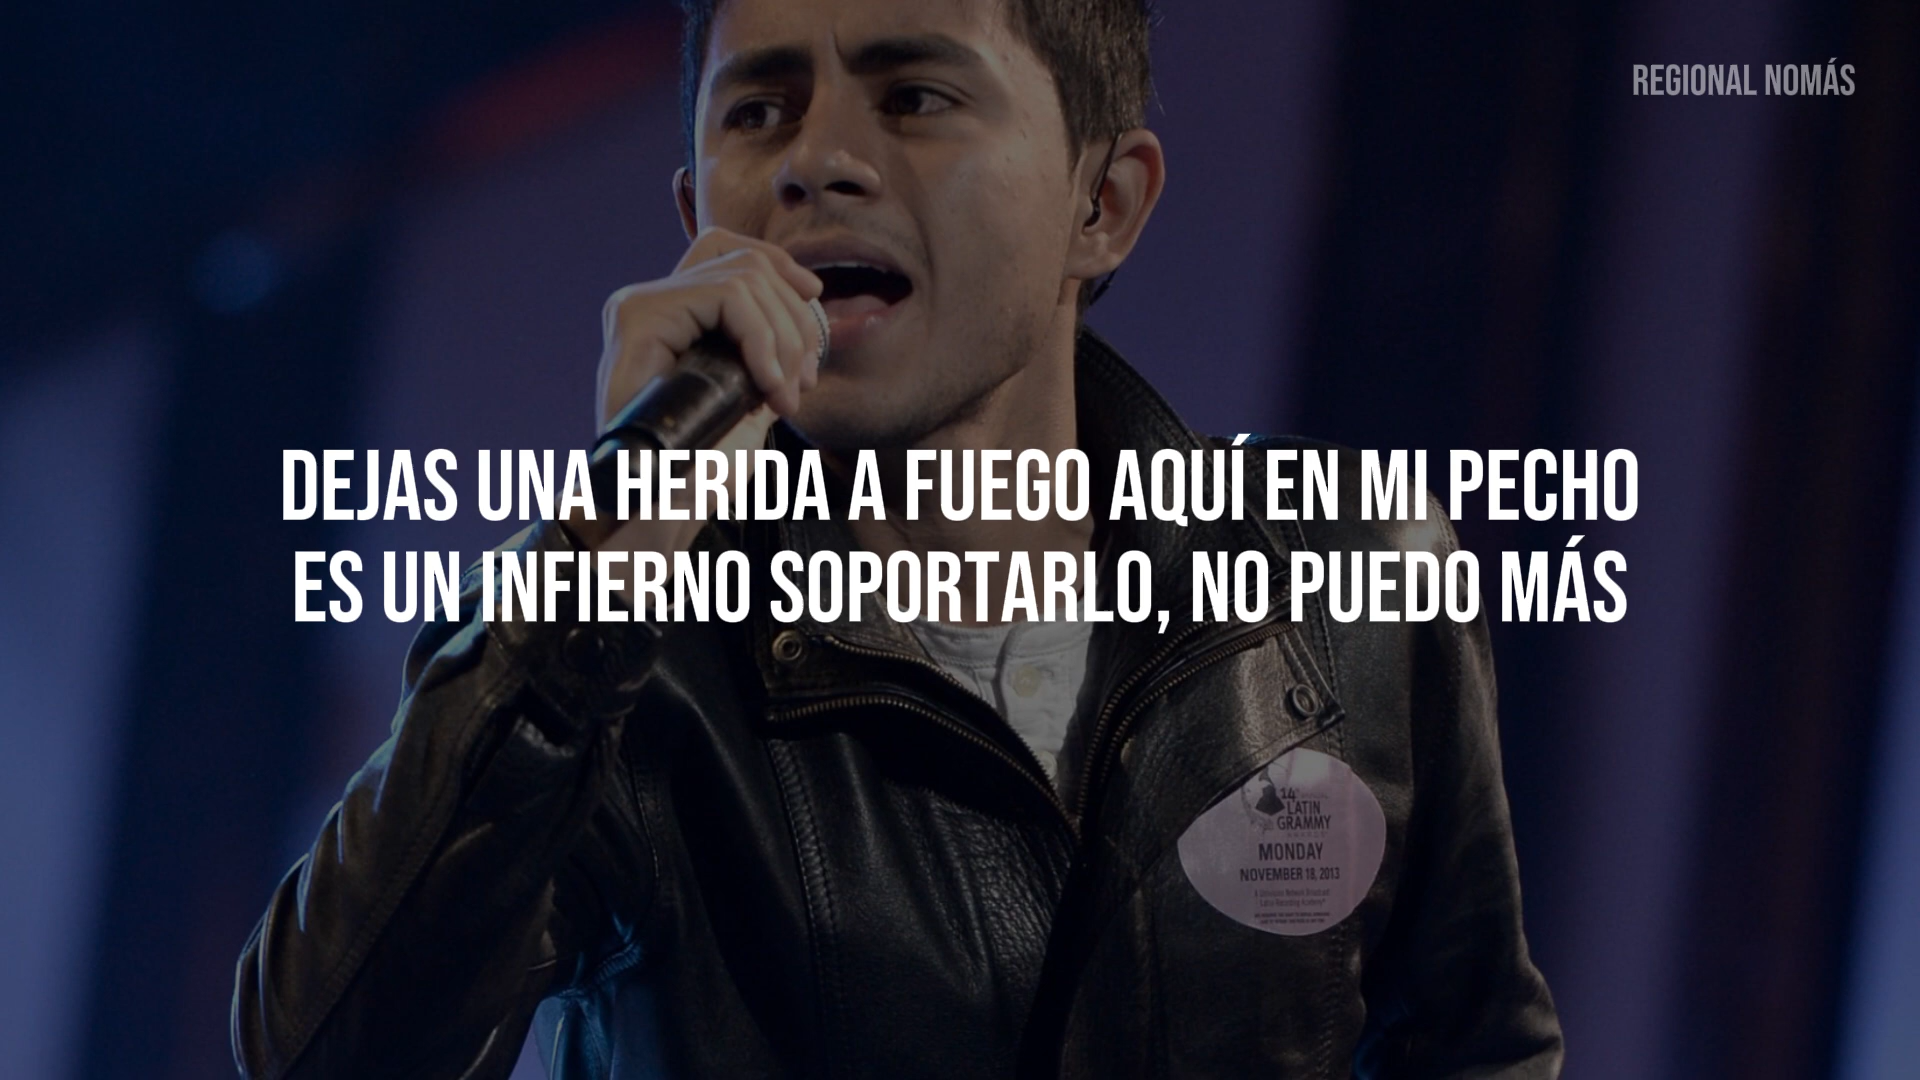 REGIONAL NOMÁS
DEJAS UNA HERIDA A FUEGO AQUÍ EN MI PECHO
ES UN INFIERNO SOPORTARLO, NO PUEDO MÁS
14
LATIN
GRAMMY
MONDAY
NOVEMBER 18, 2013